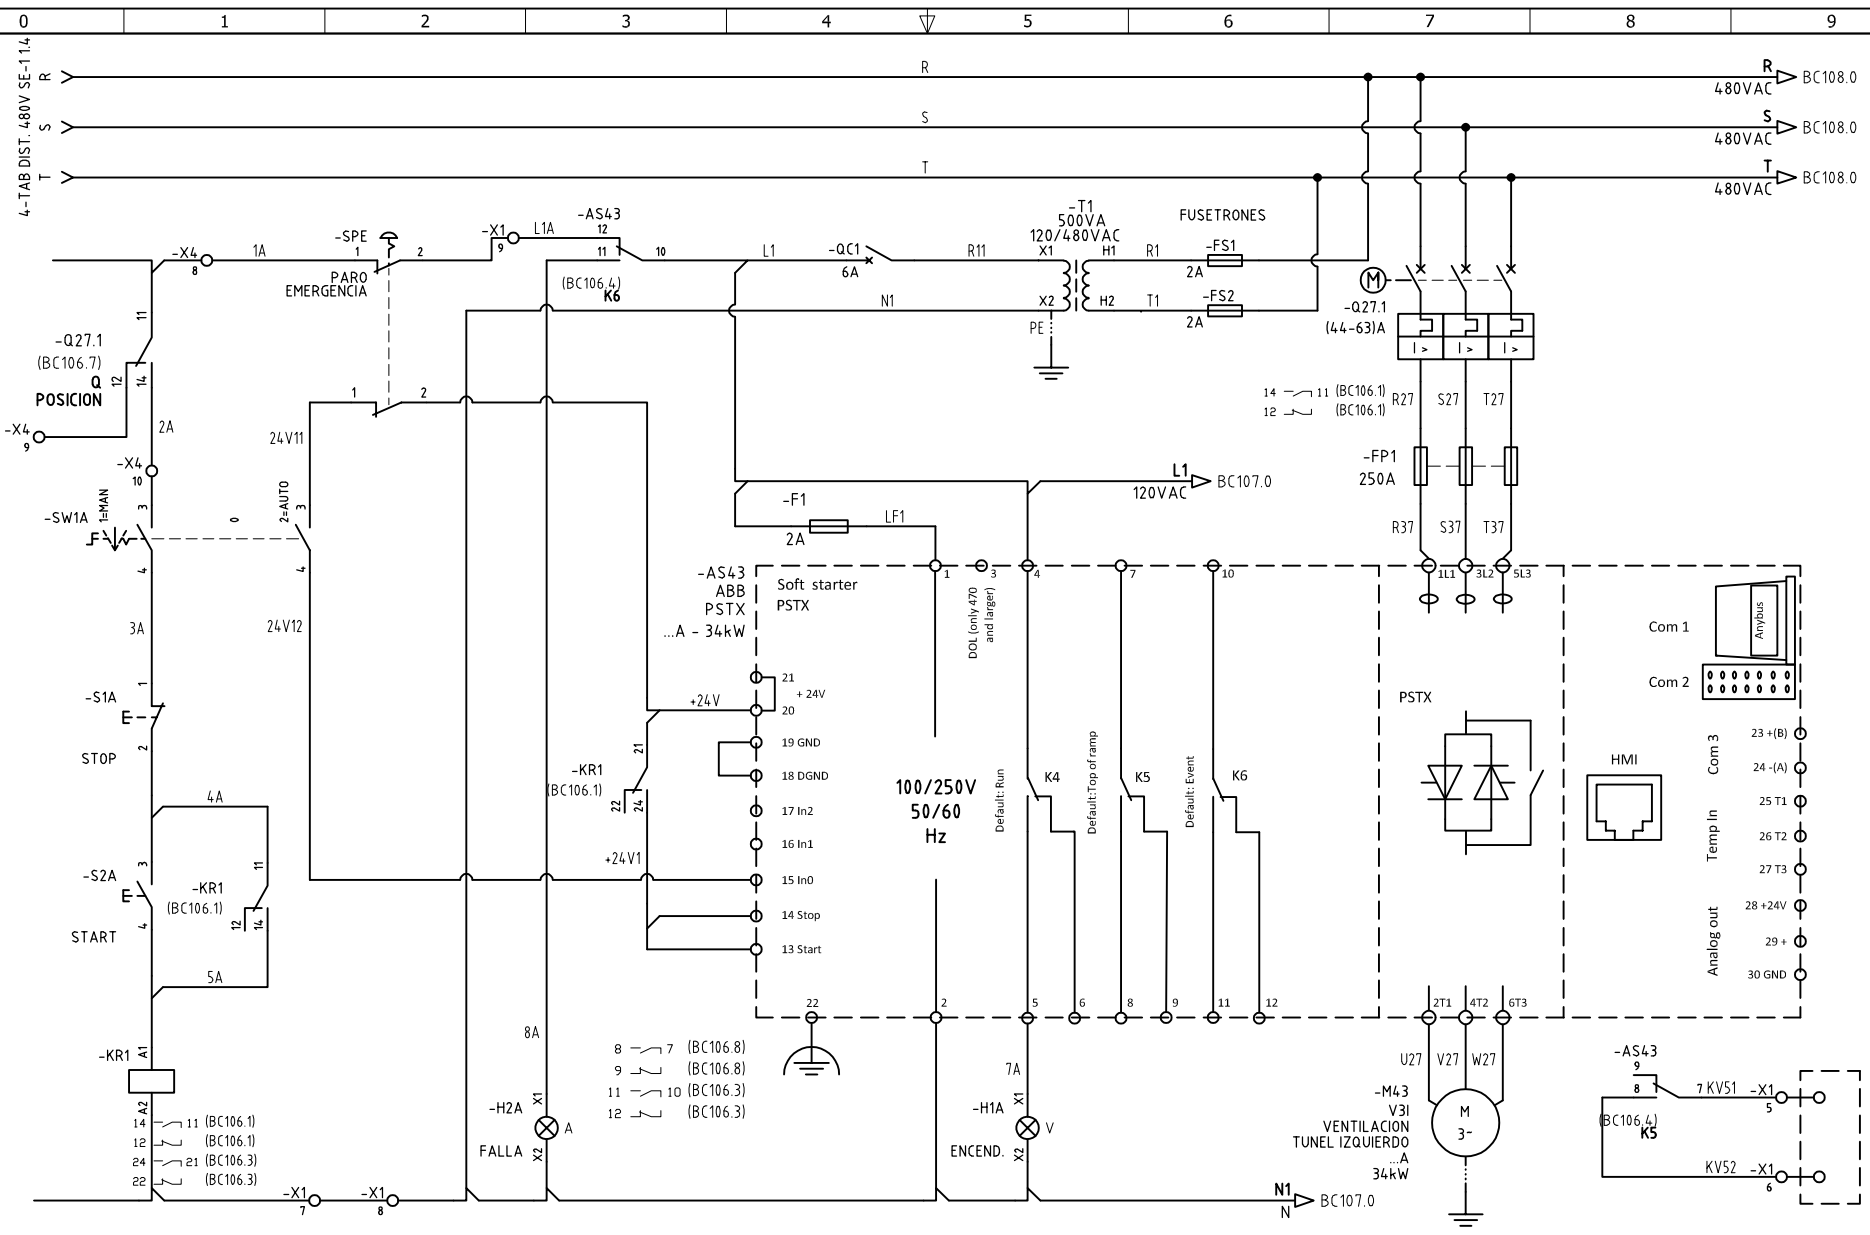 0 1 2 3 4 5 6 7 8 9
4-TAB DIST. 480V SE-1 1.4
R R R
480VAC BC108.0
S S S
480VAC BC108.0
T T T
480VAC BC108.0
-X4
8
1A
-SPE
1 2
PARO
EMERGENCIA
-X1
9
L1A
-AS43
12
11 10
(BC106.4)
K6
L1
-QC1
6A
R11
-T1
500VA
120/480VAC
X1 H1
X2 H2
N1
PE
R1
T1
FUSETRONES
-FS1
2A
-FS2
2A
M
-Q27.1
(44-63)A
I > I > I >
14 11 (BC106.1)
12 (BC106.1)
R27 S27 T27
-FP1
250A
R37 S37 T37
11
-Q27.1
(BC106.7)
Q
POSICION
12 14
-X4
9
2A
-X4
10
1 2
24V11
-SW1A
1=MAN
0
2=AUTO
3 3
4 4
3A
24V12
-S1A
1
2
STOP
4A
-S2A
3
4
START
-KR1
(BC106.1)
11
12 14
5A
-KR1
A1
A2
14 11 (BC106.1)
12 (BC106.1)
24 21 (BC106.3)
22 (BC106.3)
-X1
7
-X1
8
L1
120VAC
BC107.0
-F1
2A
LF1
-AS43
ABB
PSTX
...A - 34kW
Soft starter
PSTX
1 3 4 7 10
DOL (only 470
and larger)
21
+ 24V
20
19 GND
18 DGND
17 In2
16 In1
15 In0
14 Stop
13 Start
+24V
-KR1
(BC106.1)
21
22 24
+24V1
100/250V
50/60
Hz
Default: Run
K4
Default:Top of ramp
K5
Default: Event
K6
22 2 5 6 8 9 11 12
1L1 3L2 5L3
PSTX
2T1 4T2 6T3
Com 1
Anybus
Com 2
HMI
Com 3
23 +(B)
24 -(A)
Temp In
25 T1
26 T2
27 T3
Analog out
28 +24V
29 +
30 GND
8A
-H2A
X1
A
FALLA
X2
8 7 (BC106.8)
9 (BC106.8)
11 10 (BC106.3)
12 (BC106.3)
7A
-H1A
X1
V
ENCEND.
X2
N1
N
BC107.0
U27 V27 W27
-M43
V3I
VENTILACION
TUNEL IZQUIERDO
...A
34kW
M
3~
-AS43
9
8 7
(BC106.4)
K5
KV51
-X1
5
KV52
-X1
6